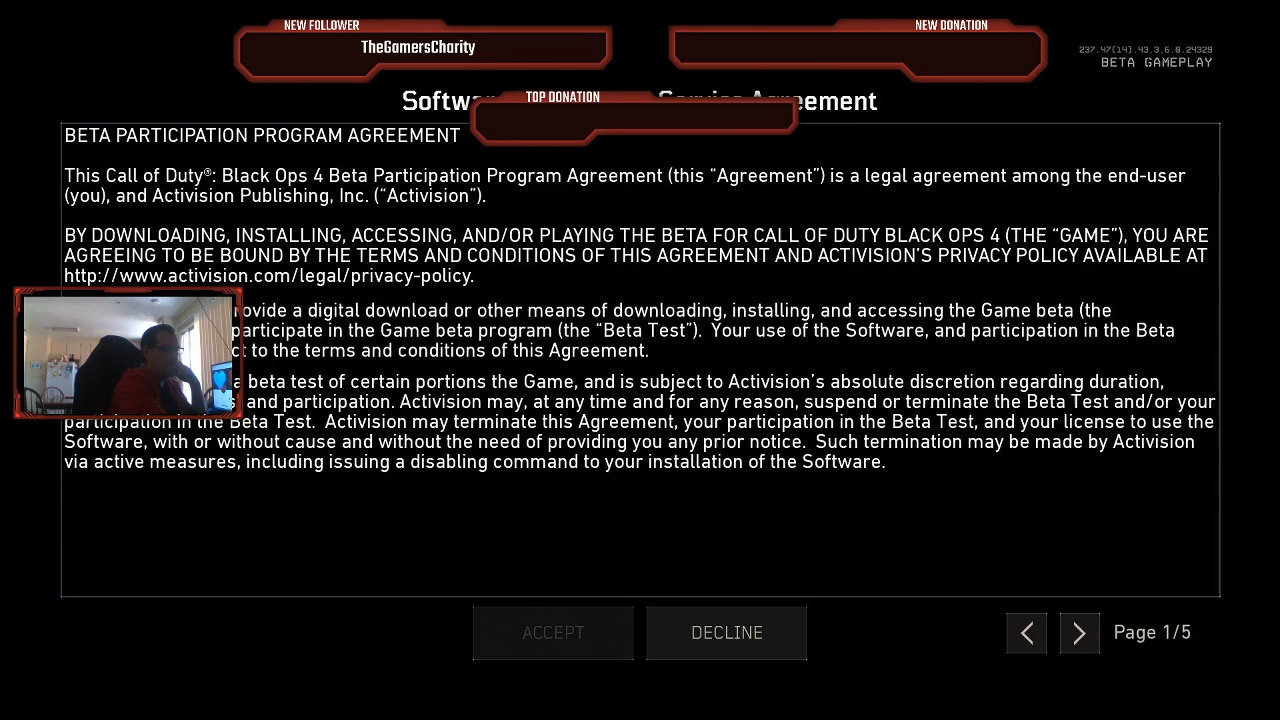 NEW FOLLOWER
TheGamersCharity
NEW DONATION
237.47(14).43.3.6.0.24329
BETA GAMEPLAY
TOP DONATION
Softwa
Agreement
BETA PARTICIPATION PROGRAM AGREEMENT
This Call of Duty®: Black Ops 4 Beta Participation Program Agreement (this “Agreement”) is a legal agreement among the end-user
(you), and Activision Publishing, Inc. (“Activision”).
BY DOWNLOADING, INSTALLING, ACCESSING, AND/OR PLAYING THE BETA FOR CALL OF DUTY BLACK OPS 4 (THE “GAME”), YOU ARE
AGREEING TO BE BOUND BY THE TERMS AND CONDITIONS OF THIS AGREEMENT AND ACTIVISION’S PRIVACY POLICY AVAILABLE AT
http://www.activision.com/legal/privacy-policy.
ovide a digital download or other means of downloading, installing, and accessing the Game beta (the
participate in the Game beta program (the “Beta Test”). Your use of the Software, and participation in the Beta
ct to the terms and conditions of this Agreement.
a beta test of certain portions the Game, and is subject to Activision’s absolute discretion regarding duration,
s and participation. Activision may, at any time and for any reason, suspend or terminate the Beta Test and/or your
participation in the Beta Test. Activision may terminate this Agreement, your participation in the Beta Test, and your license to use the
Software, with or without cause and without the need of providing you any prior notice. Such termination may be made by Activision
via active measures, including issuing a disabling command to your installation of the Software.
ACCEPT
DECLINE
Page 1/5